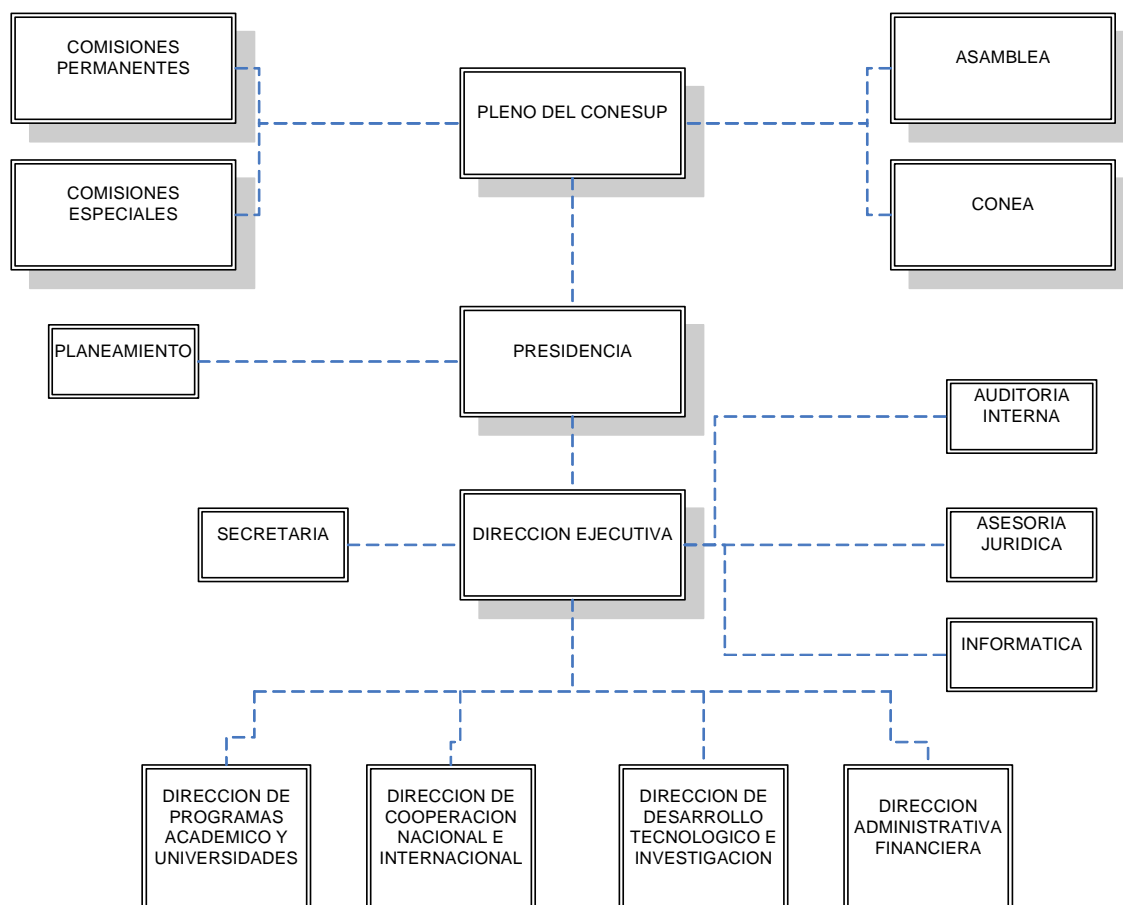 COMISIONES
PERMANENTES
PLENO DEL CONESUP
ASAMBLEA
COMISIONES
ESPECIALES
CONEA
PLANEAMIENTO
PRESIDENCIA
AUDITORIA
INTERNA
SECRETARIA
DIRECCION EJECUTIVA
ASESORIA
JURIDICA
INFORMATICA
DIRECCION DE
PROGRAMAS
ACADEMICO Y
UNIVERSIDADES
DIRECCION DE
COOPERACION
NACIONAL E
INTERNACIONAL
DIRECCION DE
DESARROLLO
TECNOLOGICO E
INVESTIGACION
DIRECCION
ADMINISTRATIVA
FINANCIERA